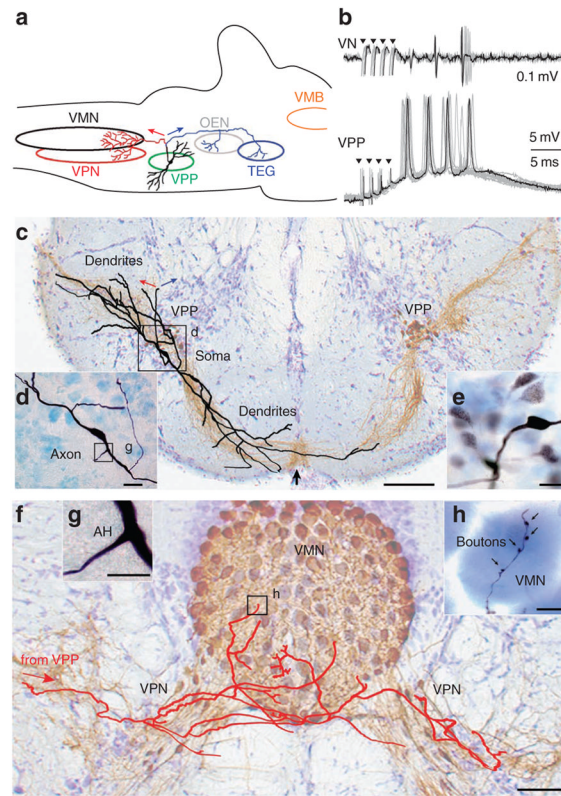 a
VMN
VPN
VPP
OEN
TEG
VMB
b
VN
0.1 mV
VPP
5 mV
5 ms
c
Dendrites
VPP
d
Soma
Dendrites
VPP
d
Axon
g
e
f
g
AH
VMN
h
h
Boutons
VMN
from VPP
VPN
VPN